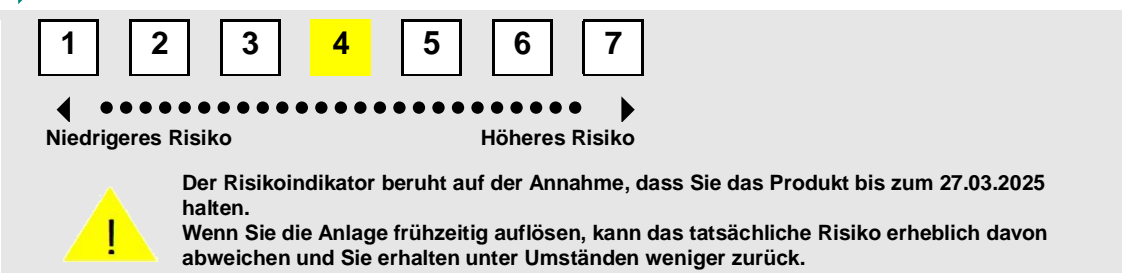 1 2 3 4 5 6 7
Niedrigeres Risiko Höheres Risiko
Der Risikoindikator beruht auf der Annahme, dass Sie das Produkt bis zum 27.03.2025
halten.
Wenn Sie die Anlage frühzeitig auflösen, kann das tatsächliche Risiko erheblich davon
abweichen und Sie erhalten unter Umständen weniger zurück.
!